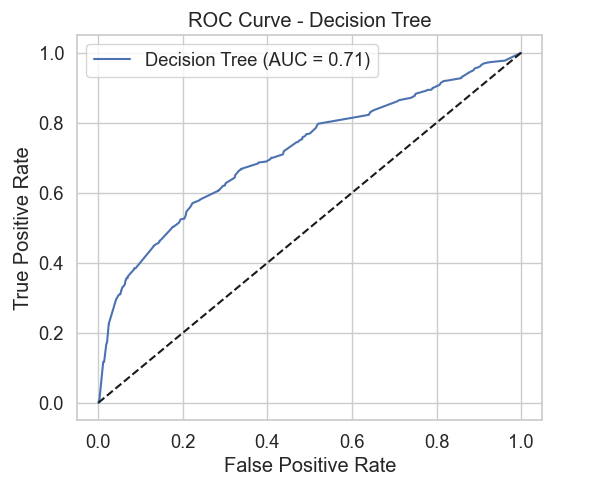 ROC Curve - Decision Tree
Decision Tree (AUC = 0.71)
True Positive Rate
1.0
0.8
0.6
0.4
0.2
0.0
0.0 0.2 0.4 0.6 0.8 1.0
False Positive Rate